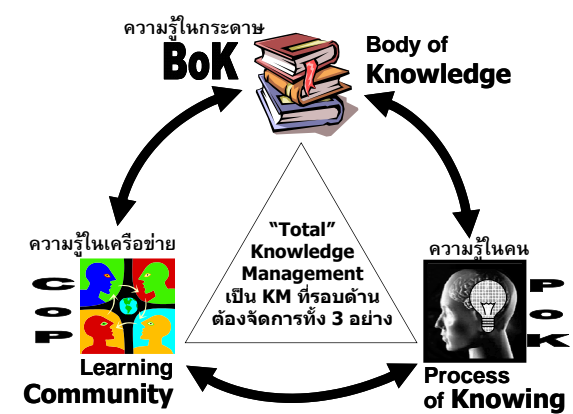 ความรู้ในกระดาษ
BoK
Body of
Knowledge
ความรู้ในเครือข่าย
CoP
Learning
Community
"Total"
Knowledge
Management
เป็น KM ที่รอบด้าน
ต้องจัดการทั้ง 3 อย่าง
ความรู้ในคน
PoK
Process
of Knowing